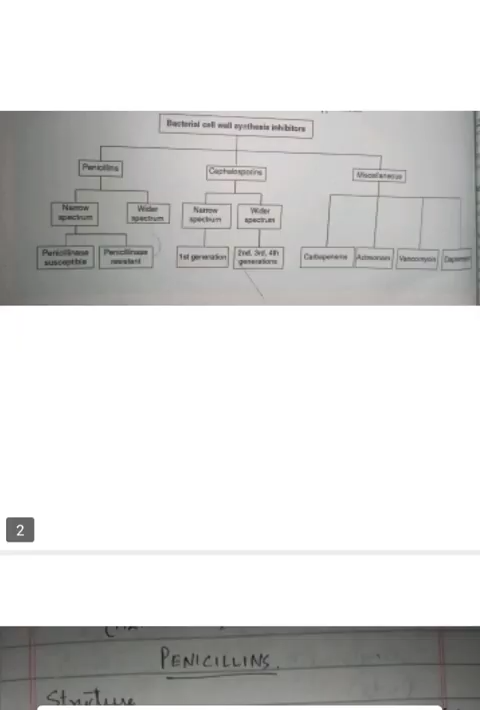 Bacterial cell wall synthesis inhibitors
Penicillins
Cephalosporins
Miscellaneous
Narrow
spectrum
Wider
spectrum
Narrow
spectrum
Wider
spectrum
Penicillinase
susceptible
Penicillinase
resistant
1st generation
2nd, 3rd, 4th
generations
Carbapenems
Aztreonam
Vancomycin
2
PENICILLINS.
Structure